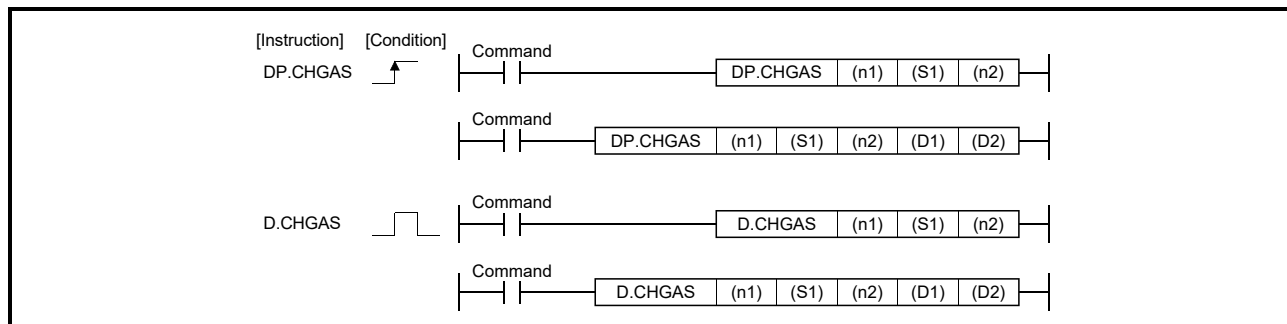 [Instruction] [Condition]
Command
DP.CHGAS DP.CHGAS (n1) (S1) (n2)
Command
DP.CHGAS (n1) (S1) (n2) (D1) (D2)
Command
D.CHGAS D.CHGAS (n1) (S1) (n2)
Command
D.CHGAS (n1) (S1) (n2) (D1) (D2)